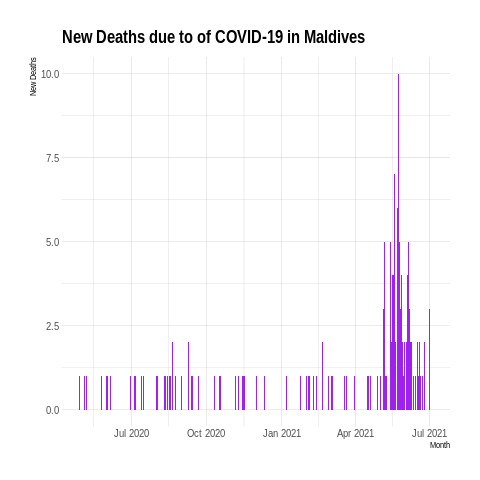 New Deaths due to of COVID-19 in Maldives
New Deaths
10.0
7.5
5.0
2.5
0.0
Jul 2020 Oct 2020 Jan 2021 Apr 2021 Jul 2021
Month